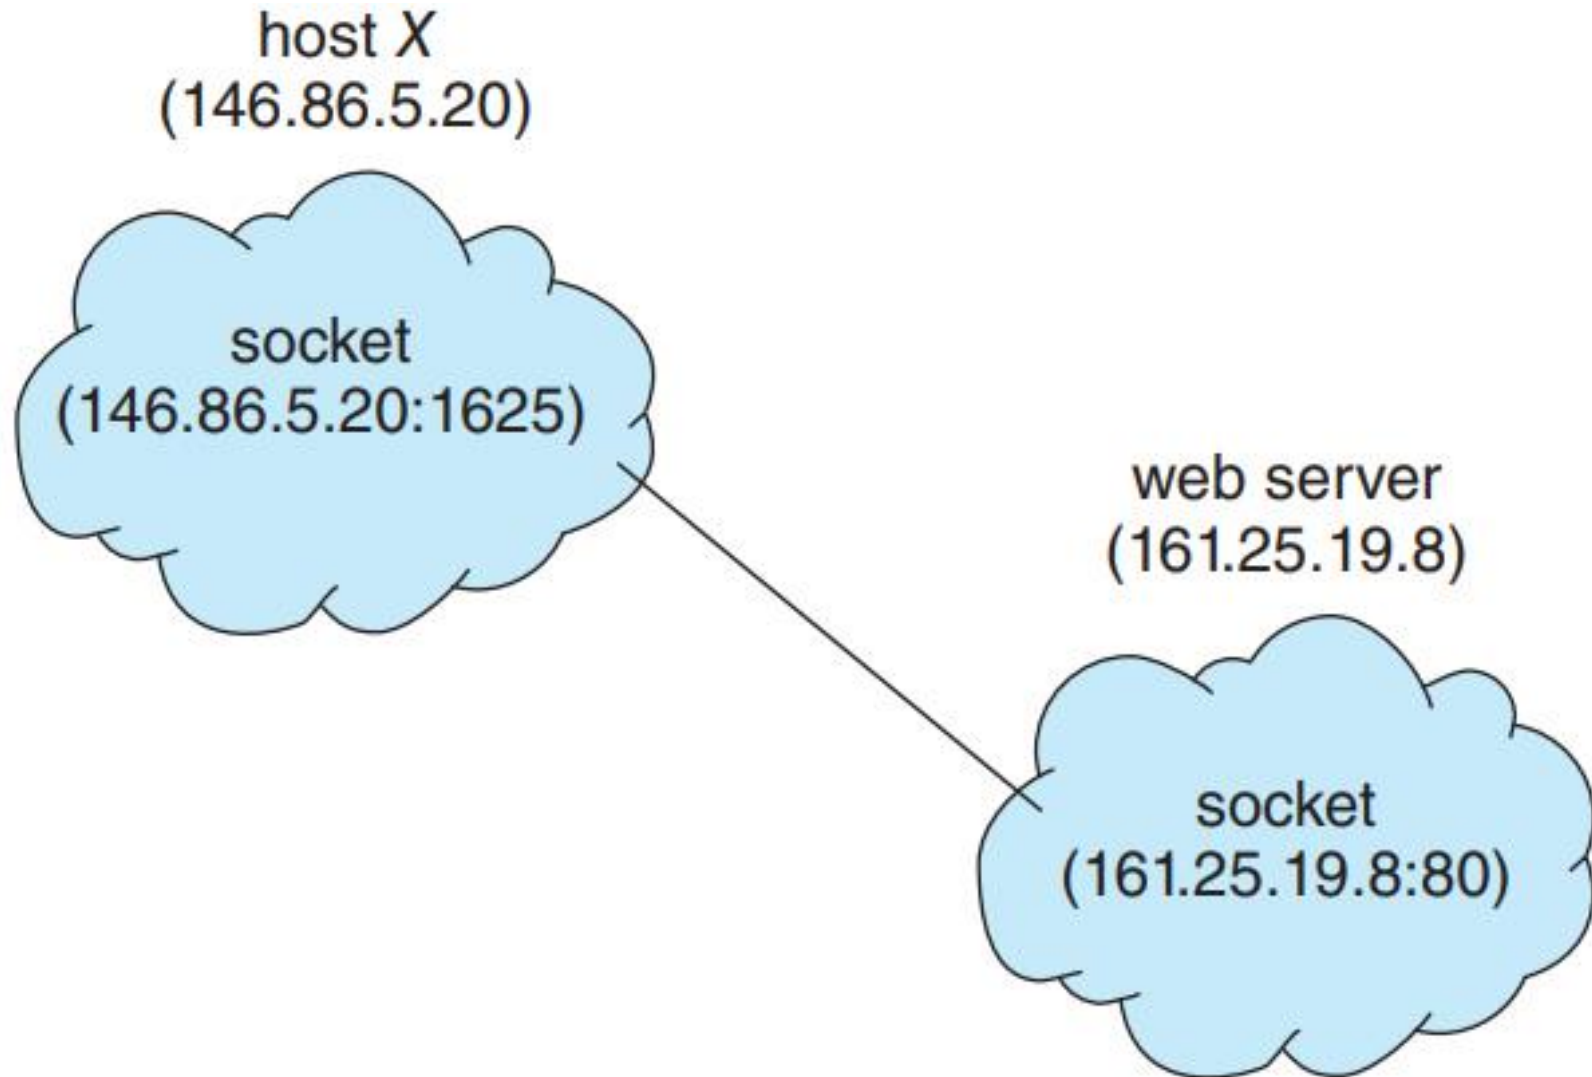 host X
(146.86.5.20)
socket
(146.86.5.20:1625)
web server
(161.25.19.8)
socket
(161.25.19.8:80)